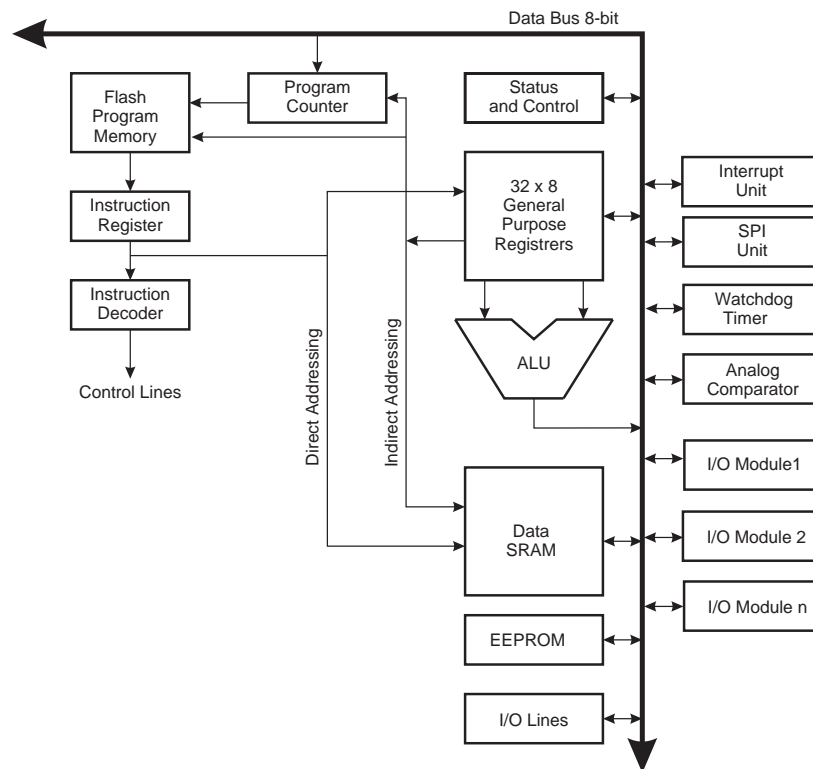 Data Bus 8-bit
Flash
Program
Memory
Program
Counter
Status
and Control
Instruction
Register
32 x 8
General
Purpose
Registrers
Interrupt
Unit
SPI
Unit
Instruction
Decoder
Watchdog
Timer
ALU
Analog
Comparator
Control Lines
Direct Addressing
Indirect Addressing
I/O Module1
Data
SRAM
I/O Module 2
I/O Module n
EEPROM
I/O Lines